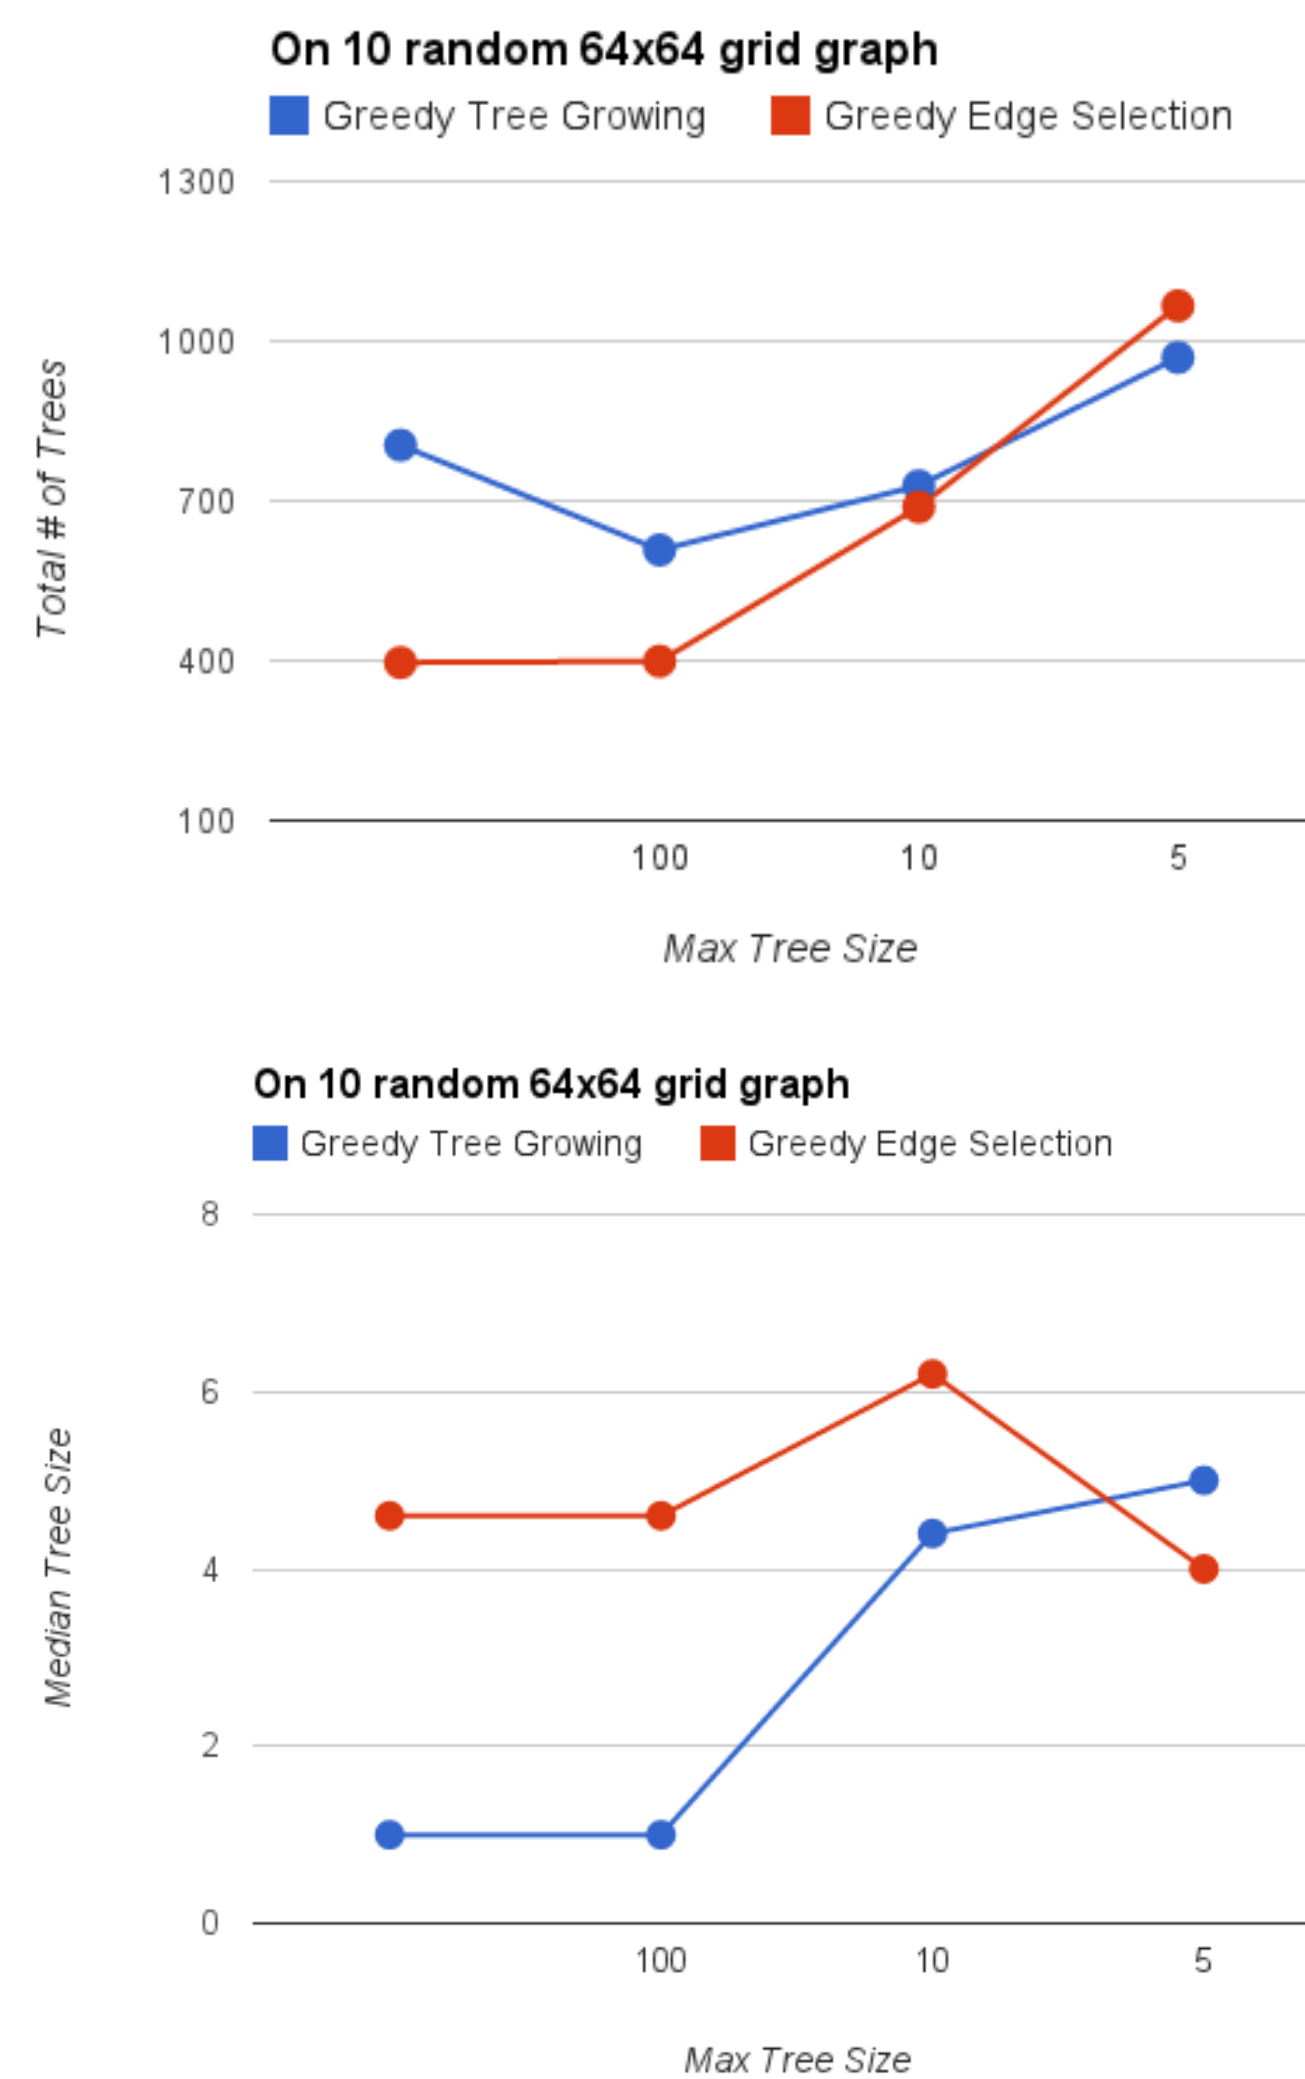 On 10 random 64x64 grid graph
Greedy Tree Growing Greedy Edge Selection
1300
1000
700
400
100
Total # of Trees
100 10 5
Max Tree Size
On 10 random 64x64 grid graph
Greedy Tree Growing Greedy Edge Selection
8
6
4
2
0
Median Tree Size
100 10 5
Max Tree Size